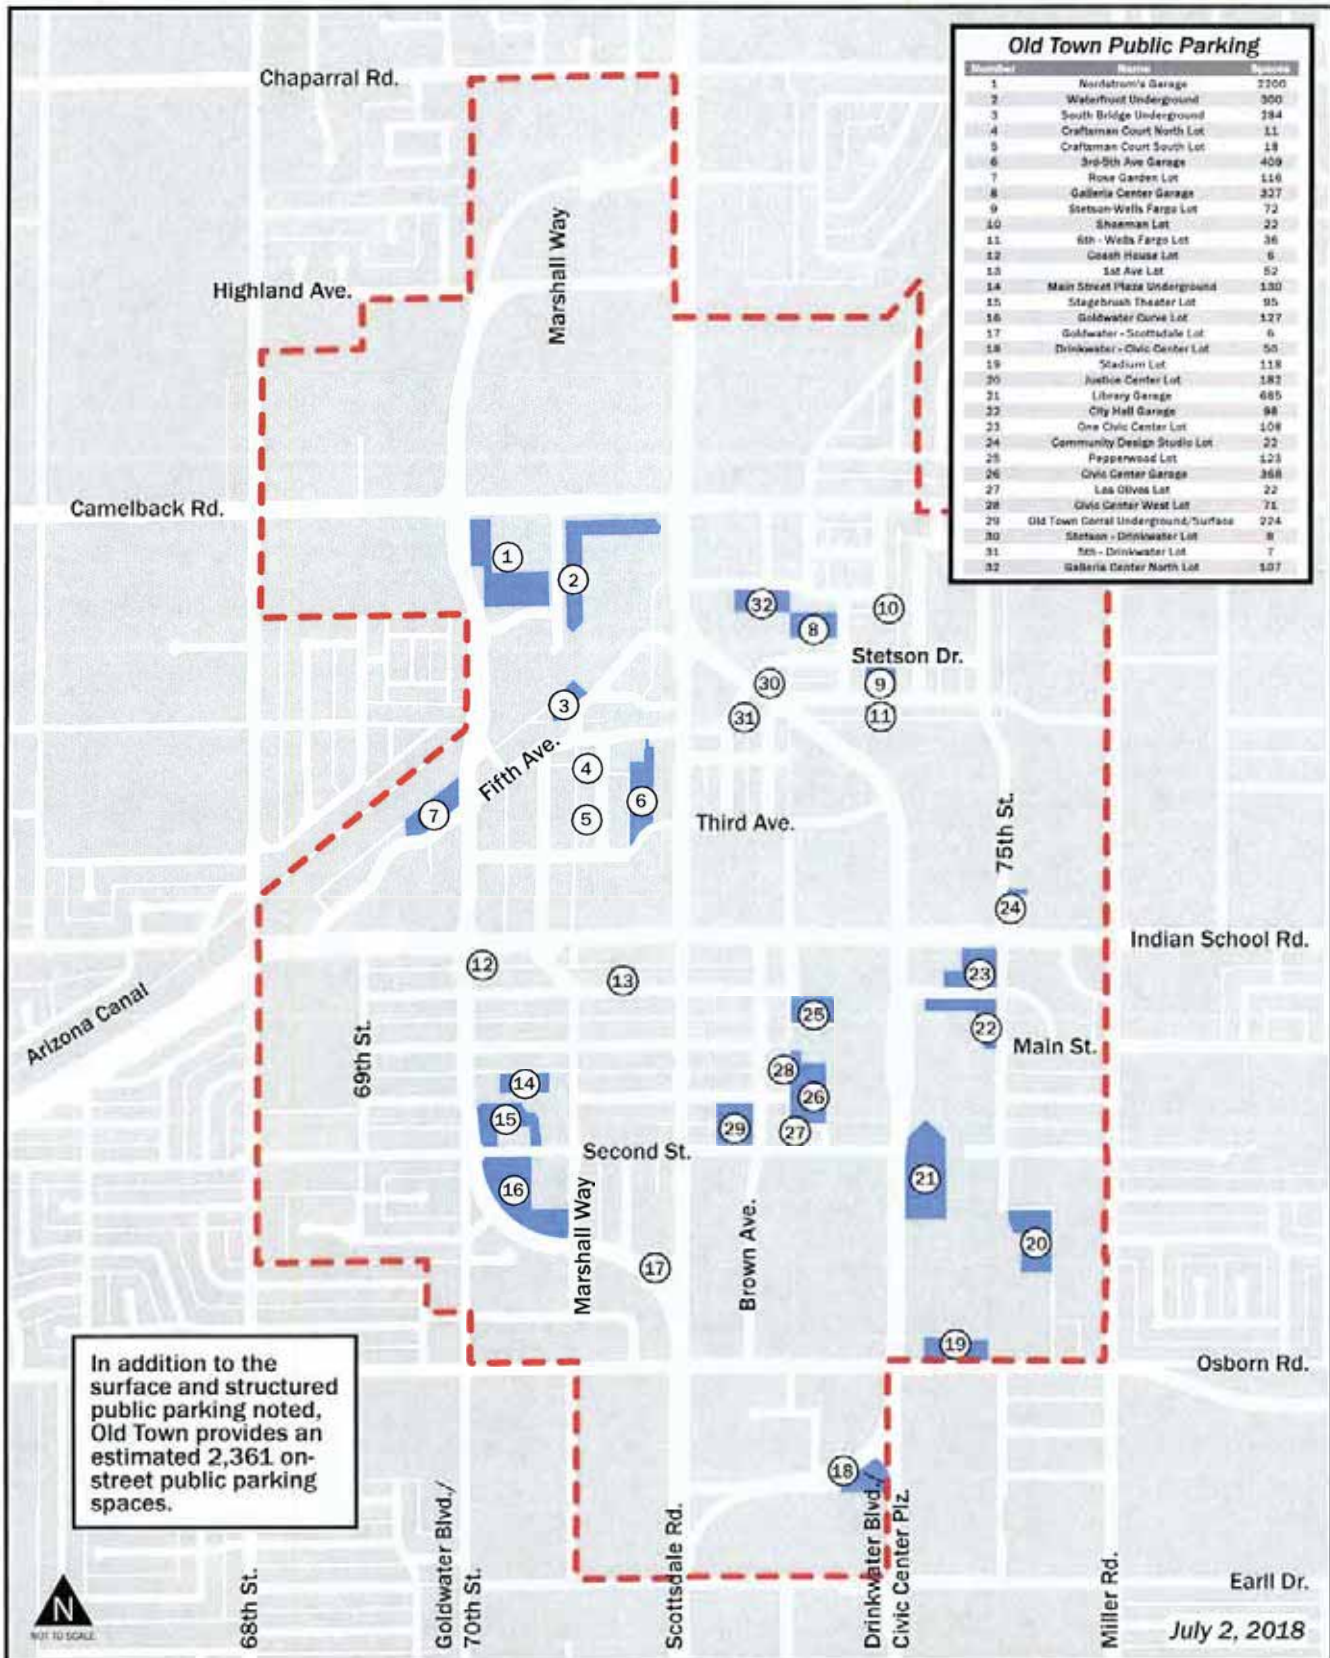 Old Town Public Parking
Number Name Spaces
1 Nordstrom's Garage 2200
2 Waterfront Underground 300
3 South Bridge Underground 284
4 Craftsman Court North Lot 11
5 Craftsman Court South Lot 18
6 3rd-5th Ave Garage 409
7 Rose Garden Lot 116
8 Galleria Center Garage 327
9 Stetson-Wells Fargo Lot 72
10 Shoeman Lot 22
11 6th - Wells Fargo Lot 36
12 Coach House Lot 6
13 1st Ave Lot 52
14 Main Street Plaza Underground 130
15 Stagebrush Theater Lot 95
16 Goldwater Curve Lot 127
17 Goldwater - Scottsdale Lot 6
18 Drinkwater - Civic Center Lot 50
19 Stadium Lot 118
20 Justice Center Lot 182
21 Library Garage 685
22 City Hall Garage 98
23 One Civic Center Lot 108
24 Community Design Studio Lot 22
25 Pepperwood Lot 123
26 Civic Center Garage 368
27 Los Olivos Lot 22
28 Civic Center West Lot 71
29 Old Town Corral Underground/Surface 224
30 Stetson - Drinkwater Lot 8
31 5th - Drinkwater Lot 7
32 Galleria Center North Lot 107
Chaparral Rd.
Marshall Way
Highland Ave.
Camelback Rd.
1
2
32
10
8
Stetson Dr.
30
9
3
31
11
Fifth Ave.
4
7
6
5
Third Ave.
75th St.
24
Indian School Rd.
12
13
23
Arizona Canal
25
22
Main St.
69th St.
28
14
26
15
29
27
Second St.
21
16
Marshall Way
Brown Ave.
20
17
19
Osborn Rd.
In addition to the
surface and structured
public parking noted,
Old Town provides an
estimated 2,361 on-
street public parking
spaces.
18
N
NOT TO SCALE
68th St.
Goldwater Blvd./
70th St.
Scottsdale Rd.
Drinkwater Blvd./
Civic Center Plz.
Miller Rd.
Earll Dr.
July 2, 2018